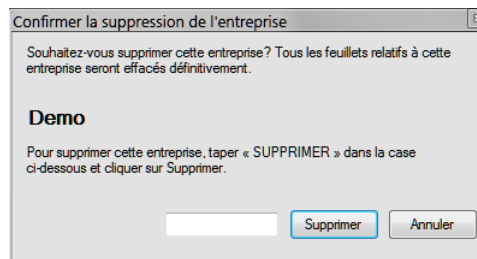 Confirmer la suppression de l'entreprise
Souhaitez-vous supprimer cette entreprise? Tous les feuillets relatifs à cette
entreprise seront effacés définitivement.
Demo
Pour supprimer cette entreprise, taper « SUPPRIMER » dans la case
ci-dessous et cliquer sur Supprimer.
Supprimer Annuler